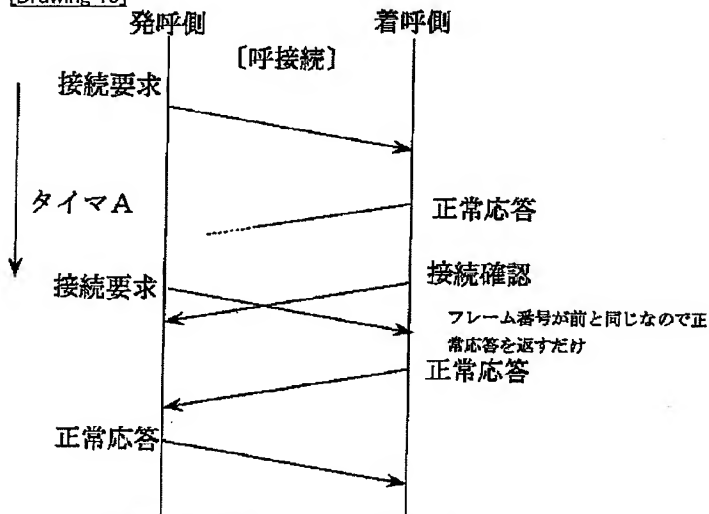 [Drawing 10]
発呼側
着呼側
〔呼接続〕
接続要求
タイマA
正常応答
接続確認
接続要求
フレーム番号が前と同じなので正
常応答を返すだけ
正常応答
正常応答